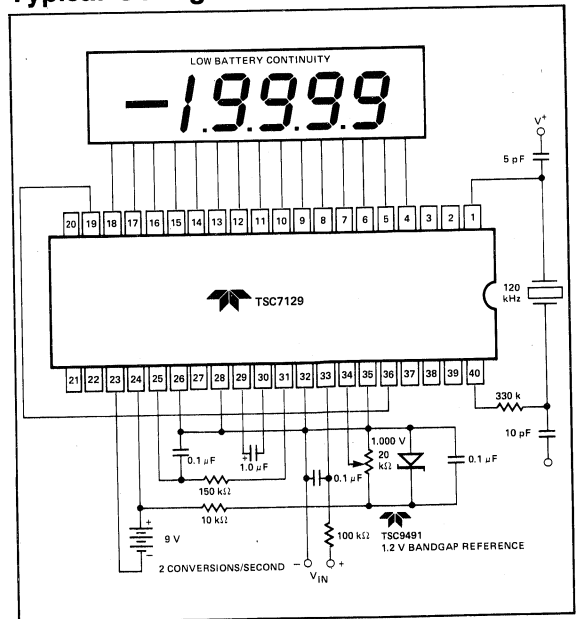 LOW BATTERY CONTINUITY
-1.9.9.9.9
V+
5 pF
20 19 18 17 16 15 14 13 12 11 10 9 8 7 6 5 4 3 2 1
120
kHz
TSC7129
21 22 23 24 25 26 27 28 29 30 31 32 33 34 35 36 37 38 39 40
330 k
10 pF
1.000 V
20
kΩ
0.1 µF
+
1.0 µF
0.1 µF
0.1 µF
150 kΩ
10 kΩ
+
9 V
−
100 kΩ
TSC9491
1.2 V BANDGAP REFERENCE
2 CONVERSIONS/SECOND
− +
VIN